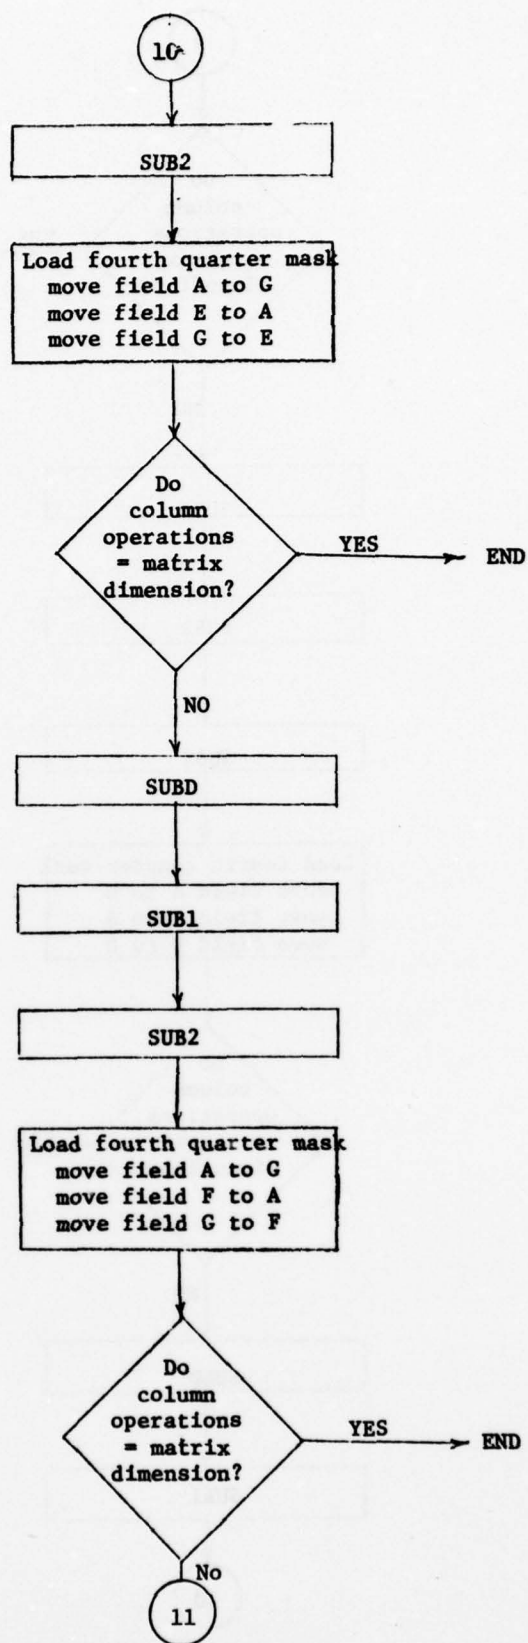 10
SUB2
Load fourth quarter mask
move field A to G
move field E to A
move field G to E
Do
column
operations
= matrix
dimension?
YES
END
NO
SUBD
SUB1
SUB2
Load fourth quarter mask
move field A to G
move field F to A
move field G to F
Do
column
operations
= matrix
dimension?
YES
END
No
11